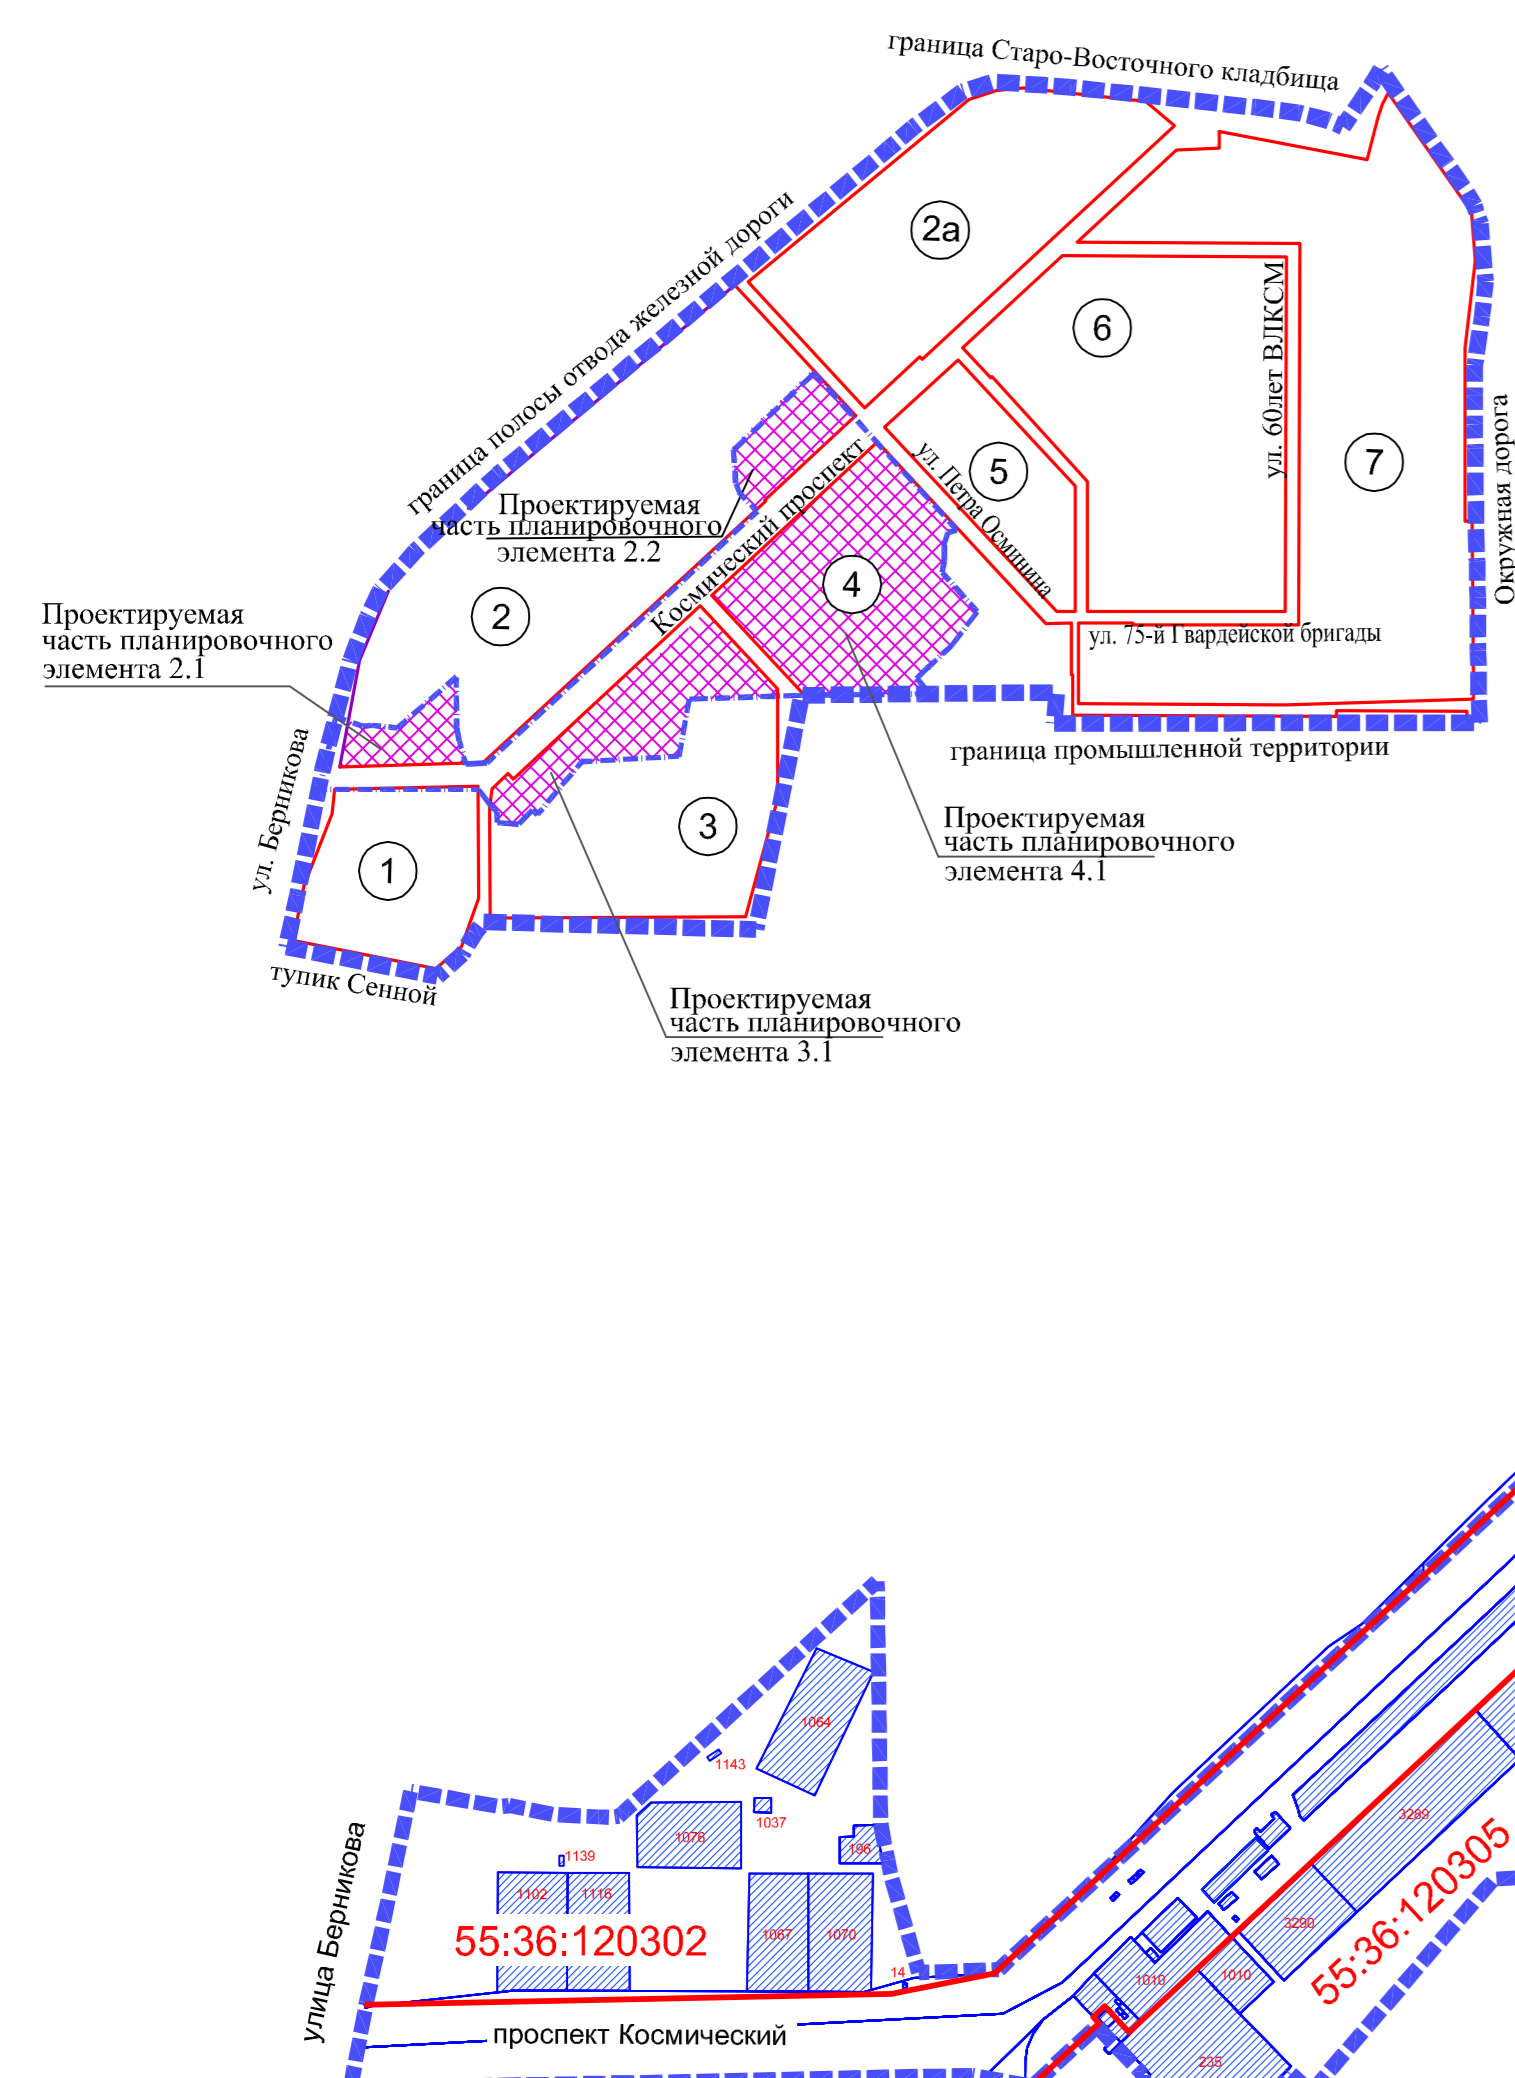 граница Старо-Восточного кладбища
граница полосы отвода железной дороги
2а
6
ул. 60лет ВЛКСМ
7
Окружная дорога
5
ул. Петра Осминина
Космический проспект
Проектируемая
часть планировочного
элемента 2.2
4
2
Проектируемая
часть планировочного
элемента 2.1
ул. 75-й Гвардейской бригады
граница промышленной территории
ул. Берникова
3
1
Проектируемая
часть планировочного
элемента 4.1
тупик Сенной
Проектируемая
часть планировочного
элемента 3.1
1064
1143
1037
1076
196
1139
1102
1116
55:36:120302
1067
1070
14
улица Берникова
проспект Космический
3289
3290
55:36:120305
1010
1010
235